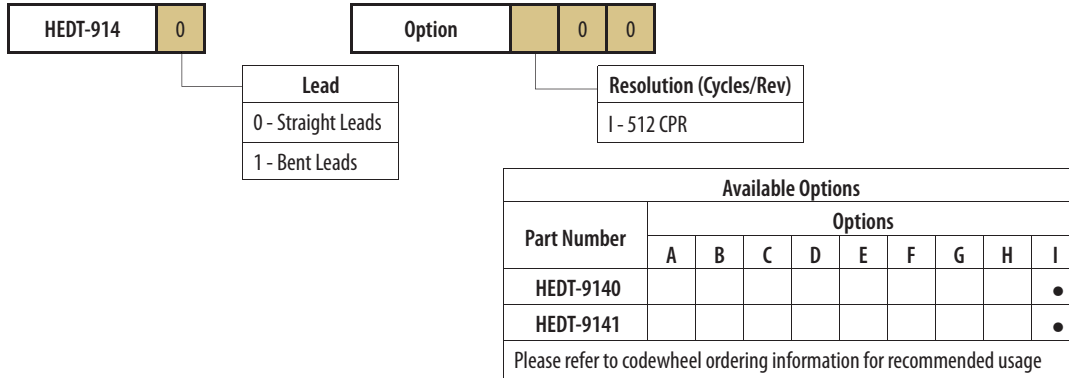 HEDT-914 0 Option 0 0
Lead
0 - Straight Leads
1 - Bent Leads
Resolution (Cycles/Rev)
I - 512 CPR
Available Options
Part Number Options
A B C D E F G H I
HEDT-9140 ●
HEDT-9141 ●
Please refer to codewheel ordering information for recommended usage